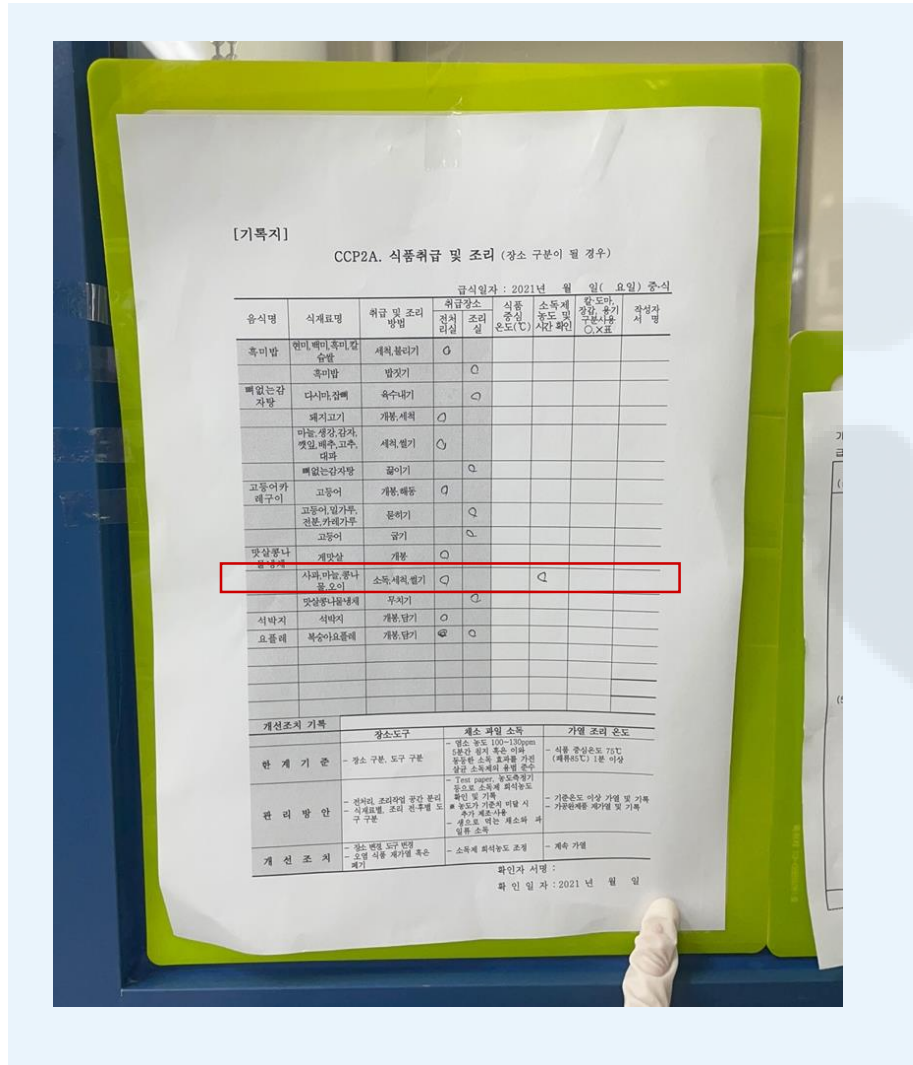 [기록지]
CCP2A. 식품취급 및 조리 (장소 구분이 될 경우)
급식일자 : 2021년 월 일( 요일) 중·식
음식명 식재료명 취급 및 조리 방법 취급장소 전처리실 조리실 식품 중심 온도(℃) 소독제 농도 및 시간 확인 칼·도마, 장갑, 용기 구분사용 ○,×표 작성자 서 명
흑미밥 현미,백미,흑미,찰 세척,불리기 O
흑미밥 밥짓기 O
뼈없는감자탕 다시마,잡뼈 육수내기 O
돼지고기 개봉,세척 O
마늘,생강,감자,깻잎,배추,고추,대파 세척,썰기 O
뼈없는감자탕 끓이기 O
고등어카레구이 고등어 개봉,해동 O
고등어,밀가루,전분,카레가루 묻히기 O
고등어 굽기 O
맛살콩나물냉채 게맛살 개봉 O
사과,마늘,콩나물,오이 소독,세척,썰기 O O
맛살콩나물냉채 무치기 O
석박지 석박지 개봉,담기 O
요플레 복숭아요플레 개봉,담기 O
개선조치 기록
장소·도구 채소 과일 소독 가열 조리 온도
한 계 기 준
- 장소 구분, 도구 구분
- 염소 농도 100~130ppm
5분간 침지 혹은 이와
동등한 소독 효과를 가진
살균 소독제의 용법 준수
- 식품 중심온도 75℃
(패류85℃) 1분 이상
관 리 방 안
- 전처리, 조리작업 공간 분리
- 식재료별, 조리 전·후별 도
구 구분
- Test paper, 농도측정기
등으로 소독제 희석농도
확인 및 기록
※ 농도가 기준치 미달 시
추가 제조·사용
- 생으로 먹는 채소와 과
일류 소독
- 기준온도 이상 가열 및 기록
- 가공완제품 재가열 및 기록
개 선 조 치
- 장소 변경, 도구 변경
- 오염 식품 재가열 혹은
폐기
- 소독제 희석농도 조정
- 계속 가열
확인자 서명 :
확 인 일 자 : 2021 년 월 일